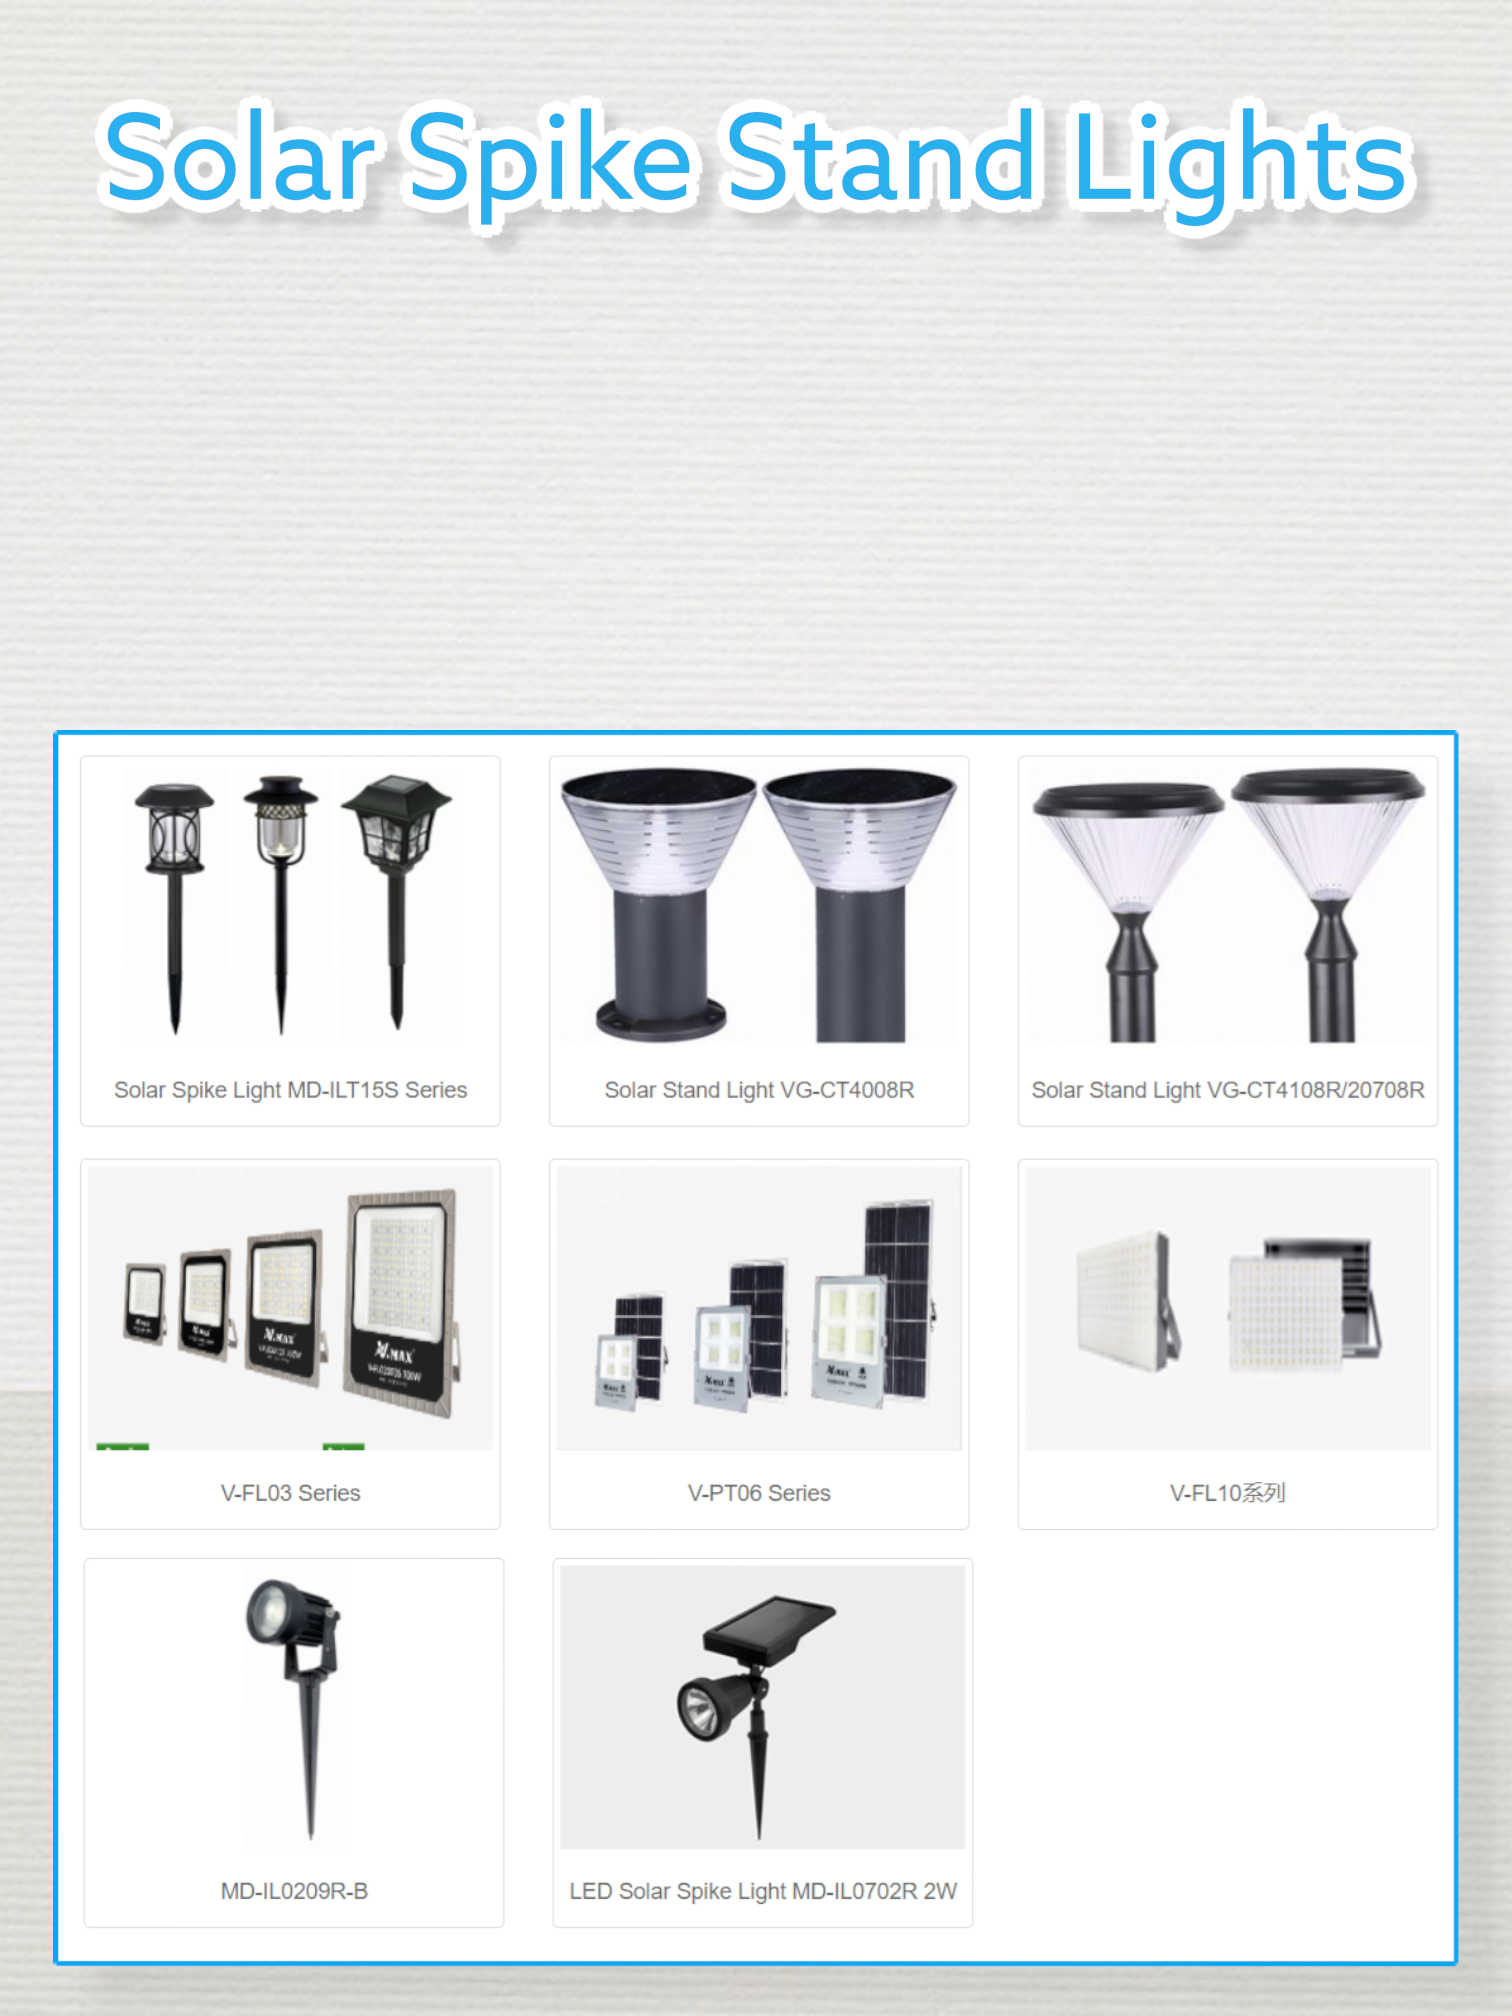 Solar Spike Stand Lights
Solar Spike Light MD-ILT15S Series
Solar Stand Light VG-CT4008R
Solar Stand Light VG-CT4108R/20708R
V.MAX
V.MAX
V-FL03 Series
V-PT06 Series
V-FL10系列
MD-IL0209R-B
LED Solar Spike Light MD-IL0702R 2W